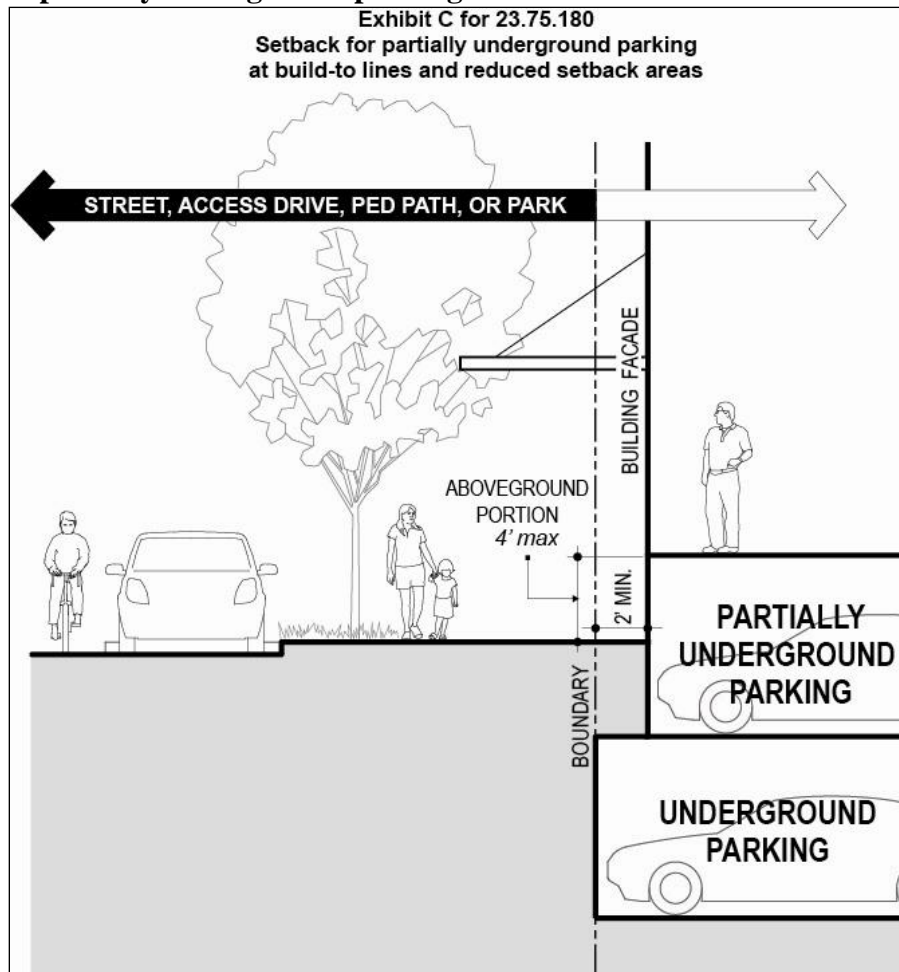 Exhibit C for 23.75.180
Setback for partially underground parking
at build-to lines and reduced setback areas
STREET, ACCESS DRIVE, PED PATH, OR PARK
BUILDING FACADE
ABOVEGROUND
PORTION
4' max
2' MIN.
BOUNDARY
PARTIALLY
UNDERGROUND
PARKING
UNDERGROUND
PARKING